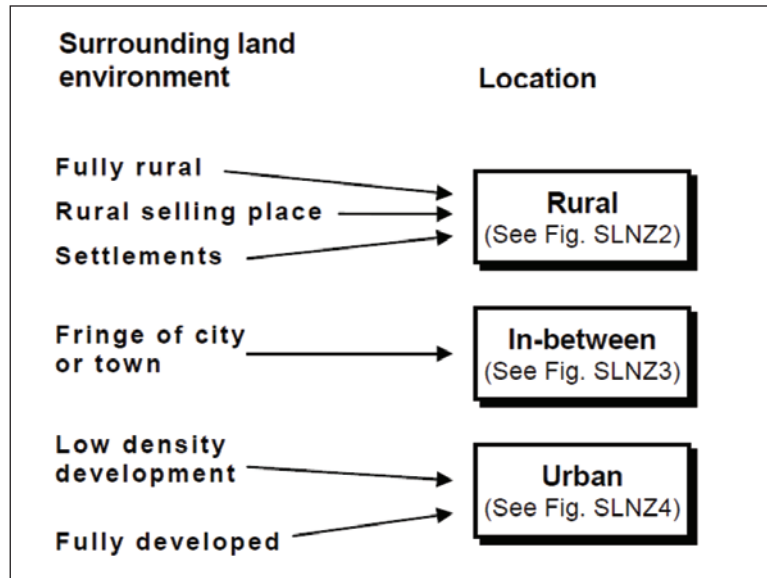 Surrounding land
environment
Location
Fully rural
Rural selling place
Settlements
Rural
(See Fig. SLNZ2)
Fringe of city
or town
In-between
(See Fig. SLNZ3)
Low density
development
Fully developed
Urban
(See Fig. SLNZ4)